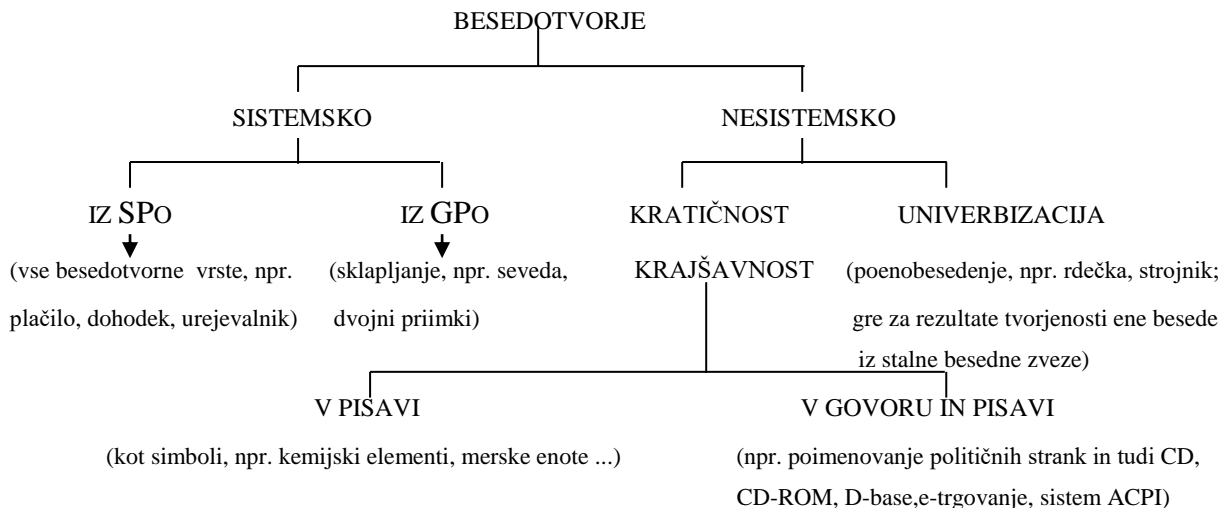 BESEDOTVORJE
SISTEMSKO NESISTEMSKO
IZ SPO IZ GPO KRATIČNOST UNIVERBIZACIJA
(vse besedotvorne vrste, npr. (sklapljanje, npr. seveda, KRAJŠAVNOST (poenobesedenje, npr. rdečka, strojnik;
plačilo, dohodek, urejevalnik) dvojni priimki) gre za rezultate tvorjenosti ene besede
iz stalne besedne zveze)
V PISAVI V GOVORU IN PISAVI
(kot simboli, npr. kemijski elementi, merske enote ...) (npr. poimenovanje političnih strank in tudi CD,
CD-ROM, D-base,e-trgovanje, sistem ACPI)